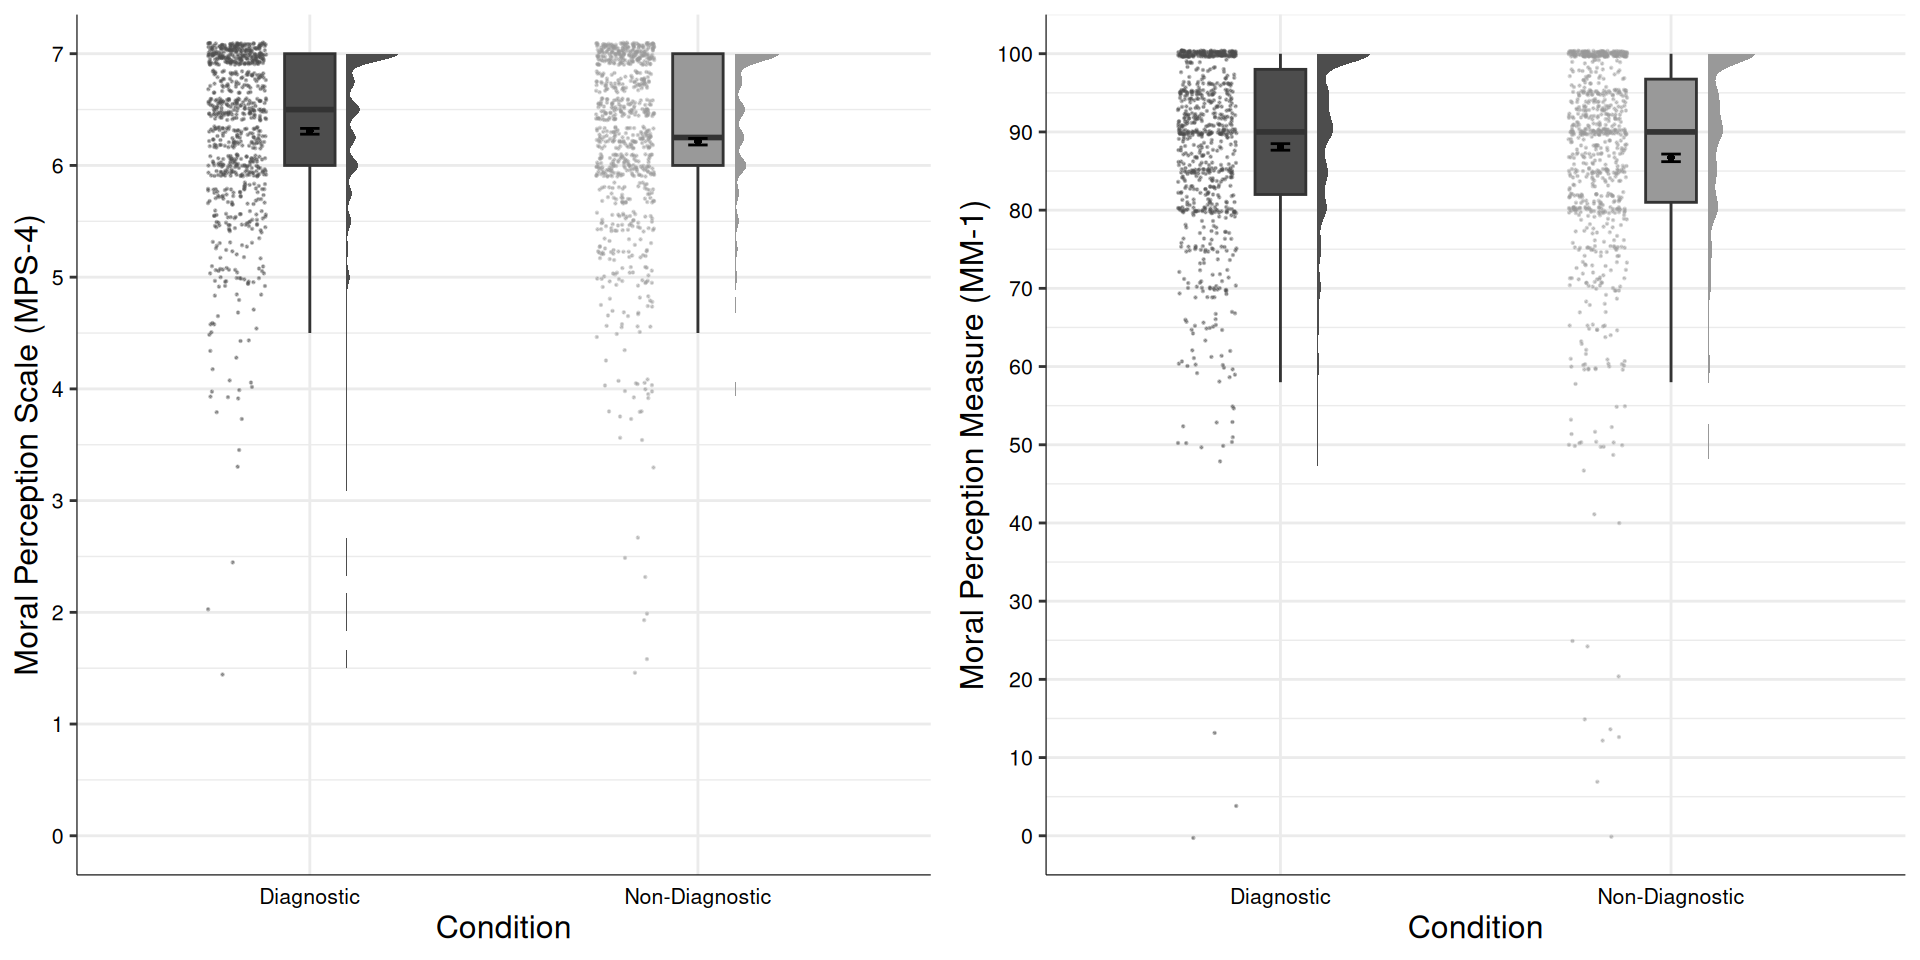 Moral Perception Scale (MPS-4)
7
6
5
4
3
2
1
0
Diagnostic
Non-Diagnostic
Condition
Moral Perception Measure (MM-1)
100
90
80
70
60
50
40
30
20
10
0
Diagnostic
Non-Diagnostic
Condition